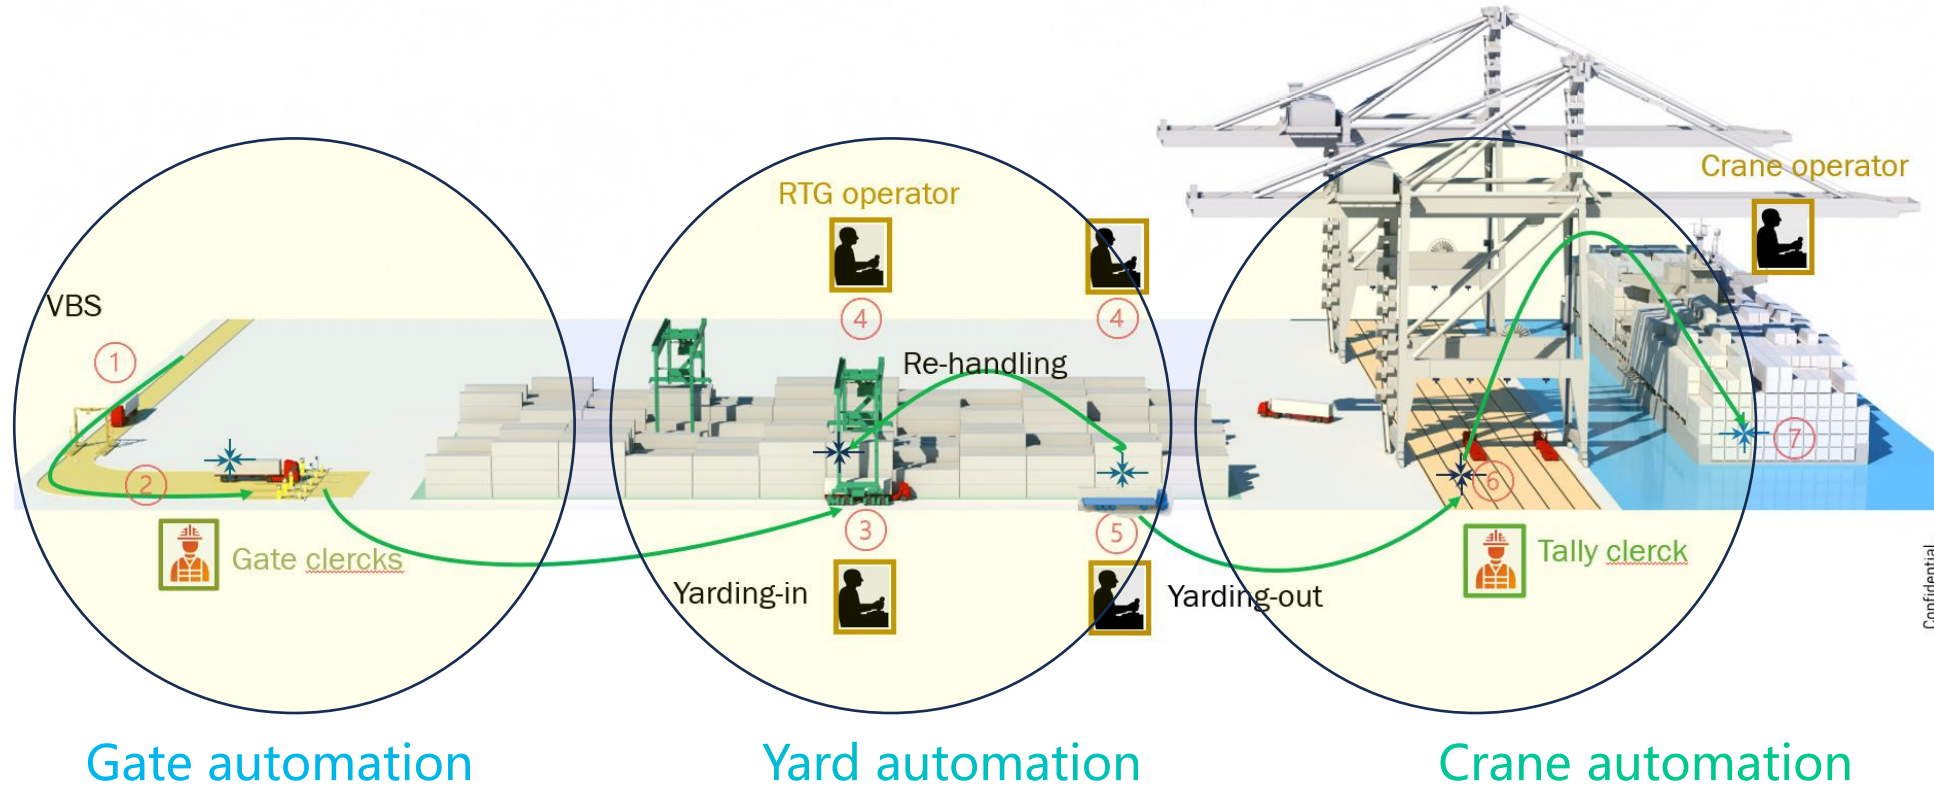 Crane operator
RTG operator
VBS
1
4
4
Re-handling
7
2
6
3
5
Gate clercks
Tally clerck
Yarding-in
Yarding-out
Confidential
Gate automation
Yard automation
Crane automation